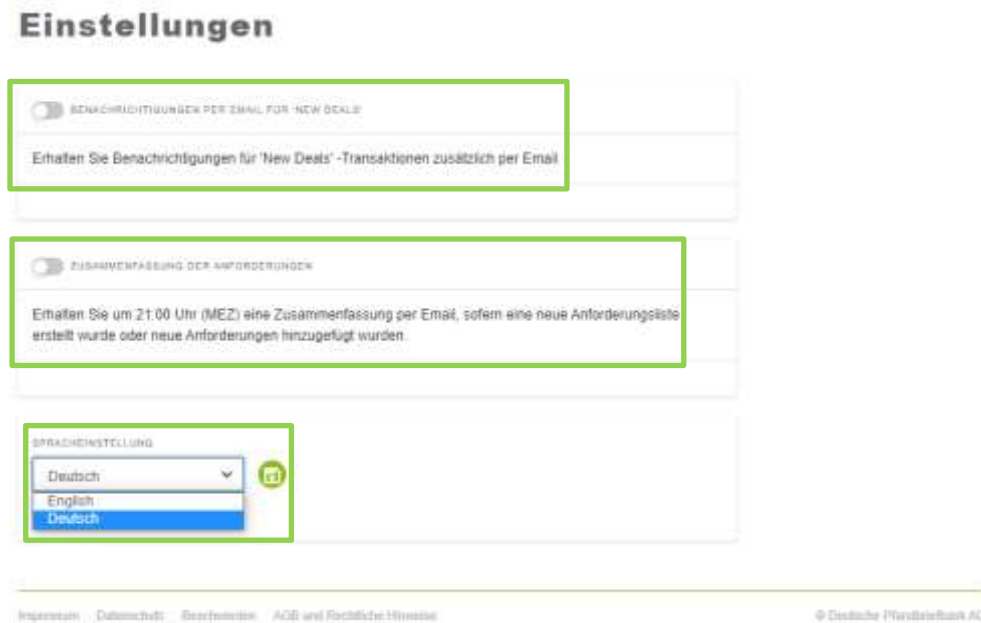 Einstellungen
BENACHRICHTIGUNGEN PER EMAIL FÜR 'NEW DEALS'
Erhalten Sie Benachrichtigungen für 'New Deals' -Transaktionen zusätzlich per Email
ZUSAMMENFASSUNG DER ANFORDERUNGEN
Erhalten Sie um 21:00 Uhr (MEZ) eine Zusammenfassung per Email, sofern eine neue Anforderungsliste
erstellt wurde oder neue Anforderungen hinzugefügt wurden.
SPRACHEINSTELLUNG
Deutsch
English
Deutsch
Impressum Datenschutz Beschwerden AGB und Rechtliche Hinweise
© Deutsche Pfandbriefbank AG